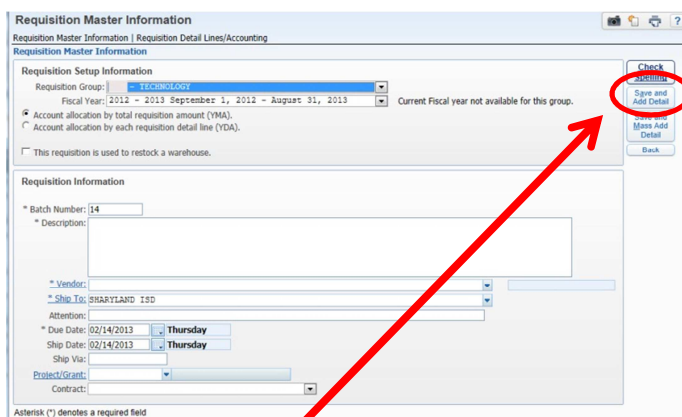 Requisition Master Information
Requisition Master Information | Requisition Detail Lines/Accounting
Requisition Master Information
Requisition Setup Information
Requisition Group: - TECHNOLOGY
Fiscal Year: 2012 - 2013 September 1, 2012 - August 31, 2013 Current Fiscal year not available for this group.
Account allocation by total requisition amount (YMA).
Account allocation by each requisition detail line (YDA).
This requisition is used to restock a warehouse.
Check
Spelling
Save and
Add Detail
Save and
Mass Add
Detail
Back
Requisition Information
* Batch Number: 14
* Description:
* Vendor:
* Ship To: SHARYLAND ISD
Attention:
* Due Date: 02/14/2013 Thursday
Ship Date: 02/14/2013 Thursday
Ship Via:
Project/Grant:
Contract:
Asterisk (*) denotes a required field
?